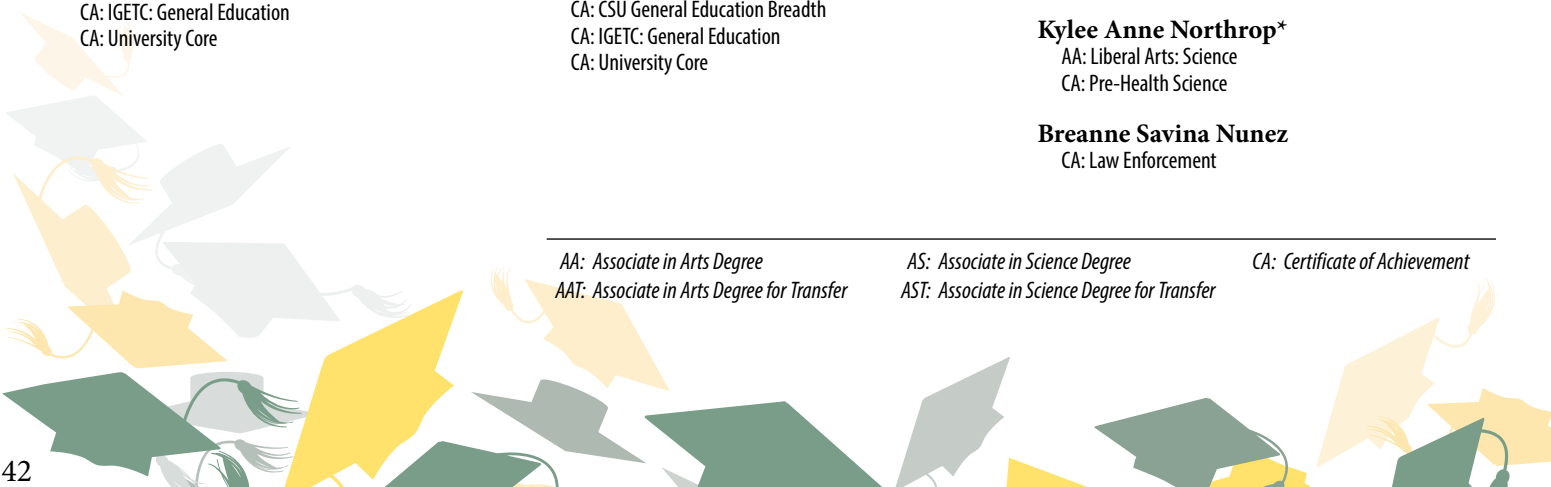 CA: IGETC: General Education
CA: University Core
CA: CSU General Education Breadth
CA: IGETC: General Education
CA: University Core
Kylee Anne Northrop*
AA: Liberal Arts: Science
CA: Pre-Health Science
Breanne Savina Nunez
CA: Law Enforcement
AA: Associate in Arts Degree
AAT: Associate in Arts Degree for Transfer
AS: Associate in Science Degree
AST: Associate in Science Degree for Transfer
CA: Certificate of Achievement
42